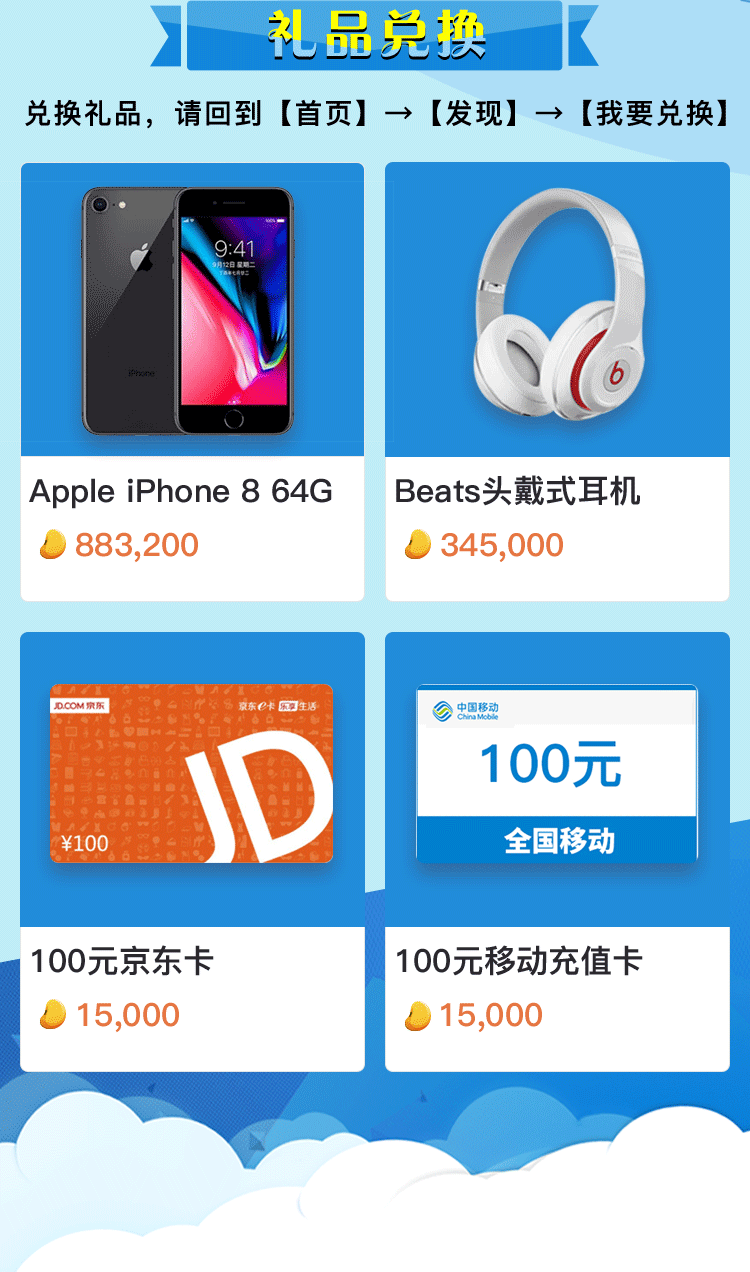 礼品兑换
兑换礼品，请回到【首页】→【发现】→【我要兑换】
9:41
9月12日 星期二
100%
iPhone
b
Apple iPhone 8 64G
883,200
Beats头戴式耳机
345,000
JD.COM 京东
京东e卡 乐享生活
JD
¥100
中国移动
China Mobile
100元
全国移动
100元京东卡
15,000
100元移动充值卡
15,000